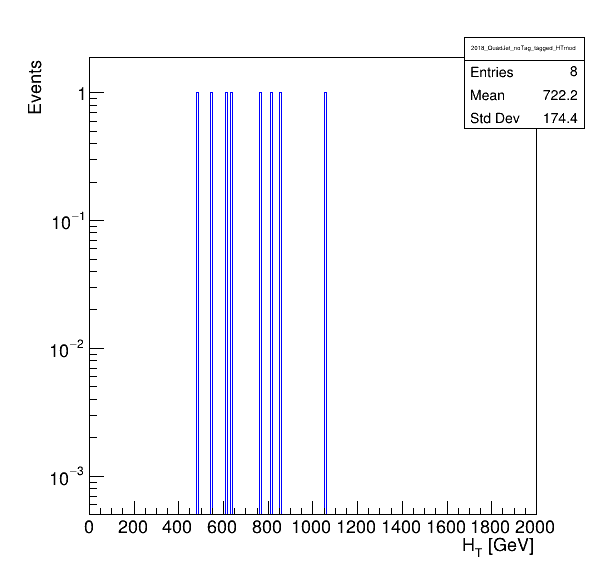 2018_QuadJet_noTag_tagged_HTmod
Entries 8
Mean 722.2
Std Dev 174.4
Events
1
10⁻¹
10⁻²
10⁻³
0 200 400 600 800 1000 1200 1400 1600 1800 2000
H_T [GeV]